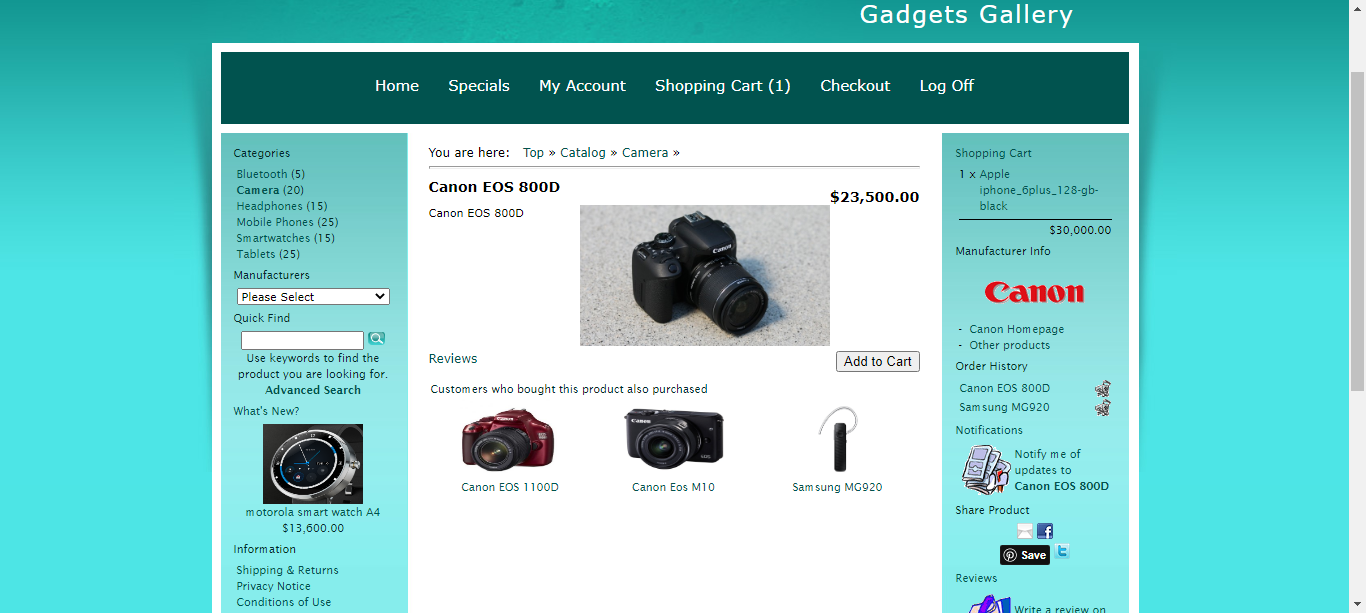 Gadgets Gallery
Home Specials My Account Shopping Cart (1) Checkout Log Off
Categories
Bluetooth (5)
Camera (20)
Headphones (15)
Mobile Phones (25)
Smartwatches (15)
Tablets (25)
Manufacturers
Please Select
Quick Find
Use keywords to find the
product you are looking for.
Advanced Search
What's New?
motorola smart watch A4
$13,600.00
Information
Shipping & Returns
Privacy Notice
Conditions of Use
You are here: Top » Catalog » Camera »
Canon EOS 800D
$23,500.00
Canon EOS 800D
Canon
Reviews
Add to Cart
Customers who bought this product also purchased
Canon EOS 1100D
Canon Eos M10
Samsung MG920
Shopping Cart
1 x Apple
iphone_6plus_128-gb-
black
$30,000.00
Manufacturer Info
Canon
- Canon Homepage
- Other products
Order History
Canon EOS 800D
Samsung MG920
Notifications
Notify me of
updates to
Canon EOS 800D
Share Product
Save
Reviews
Write a review on